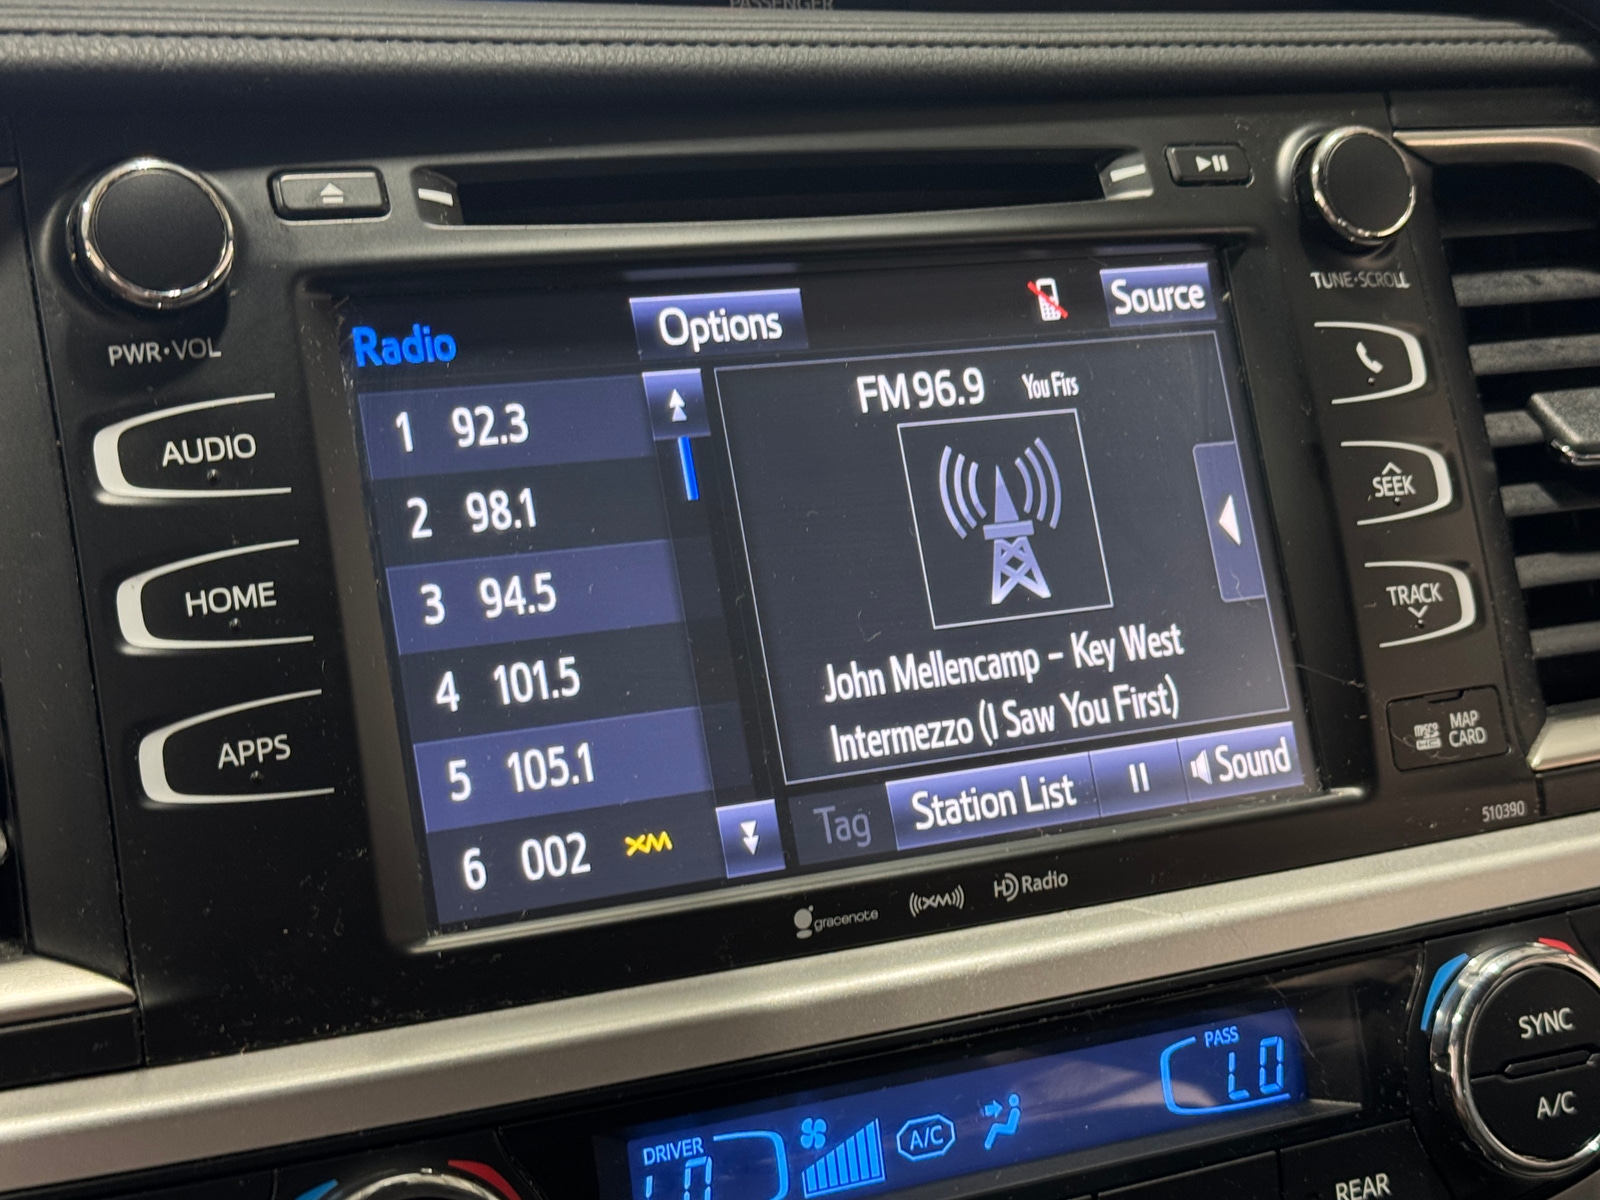 PASSENGER
PWR•VOL
TUNE•SCROLL
AUDIO
HOME
APPS
Radio
Options
Source
1 92.3
2 98.1
3 94.5
4 101.5
5 105.1
6 002 XM
FM 96.9 You Firs
John Mellencamp – Key West
Intermezzo (I Saw You First)
Tag
Station List
Sound
SEEK
TRACK
MAP
CARD
510390
gracenote
((XM))
HD Radio
DRIVER
LO
A/C
PASS
LO
SYNC
A/C
REAR